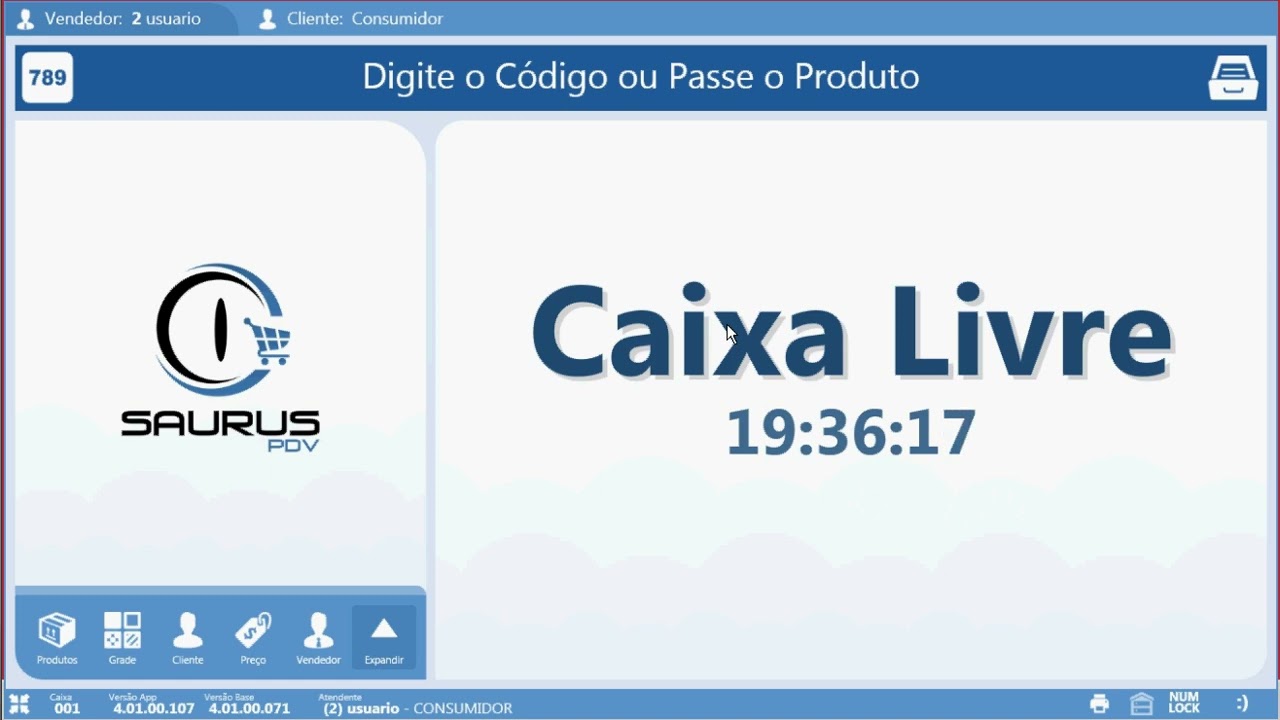 Vendedor: 2 usuario
Cliente: Consumidor
789
Digite o Código ou Passe o Produto
Caixa Livre
19:36:17
SAURUS
PDV
Produtos
Grade
Cliente
Preço
Vendedor
Expandir
Caixa
001
Versão App
4.01.00.107
Versão Base
4.01.00.071
Atendente
(2) usuario - CONSUMIDOR
NUM
LOCK
:)